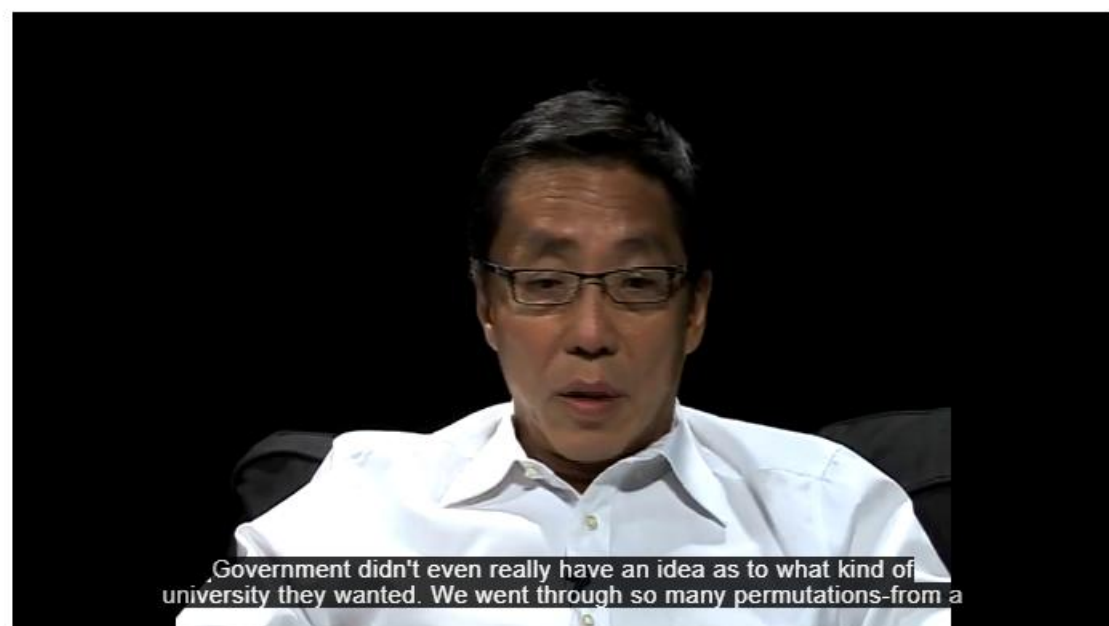 Government didn't even really have an idea as to what kind of
university they wanted. We went through so many permutations-from a